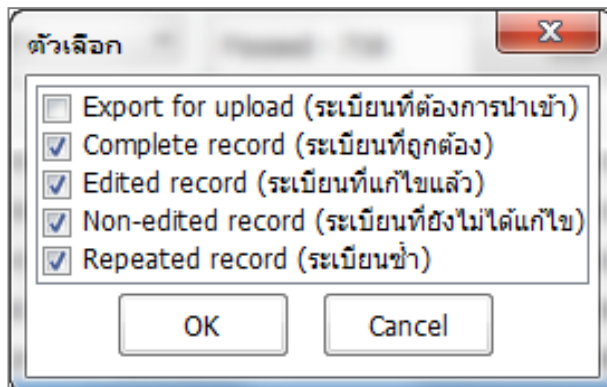 ตัวเลือก
Export for upload (ระเบียนที่ต้องการนำเข้า)
Complete record (ระเบียนที่ถูกต้อง)
Edited record (ระเบียนที่แก้ไขแล้ว)
Non-edited record (ระเบียนที่ยังไม่ได้แก้ไข)
Repeated record (ระเบียนซ้ำ)
OK Cancel